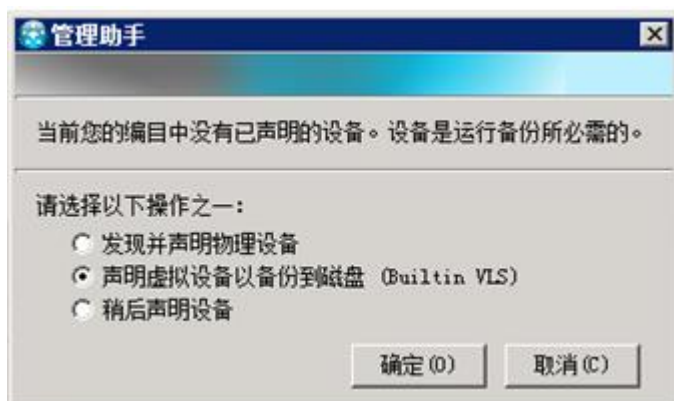 管理助手
当前您的编目中没有已声明的设备。设备是运行备份所必需的。
请选择以下操作之一:
发现并声明物理设备
声明虚拟设备以备份到磁盘 (Builtin VLS)
稍后声明设备
确定(O) 取消(C)